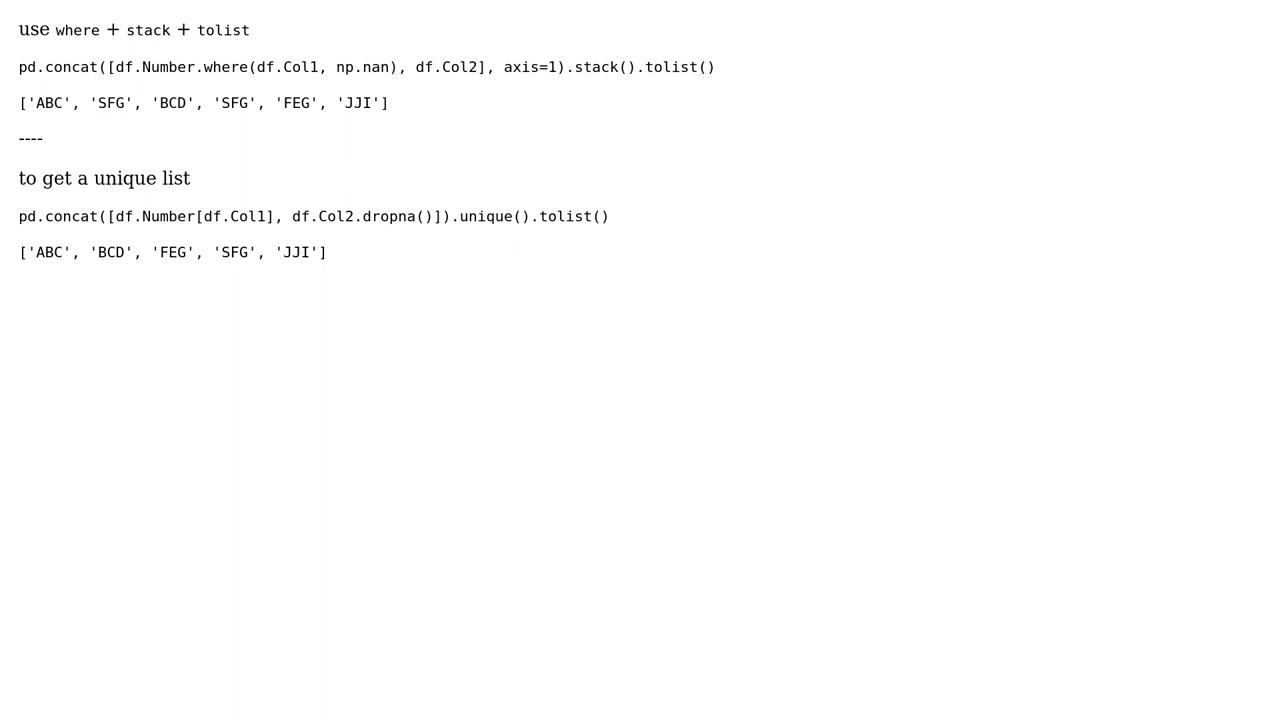 use where + stack + tolist
pd.concat([df.Number.where(df.Col1, np.nan), df.Col2], axis=1).stack().tolist()
['ABC', 'SFG', 'BCD', 'SFG', 'FEG', 'JJI']
----
to get a unique list
pd.concat([df.Number[df.Col1], df.Col2.dropna()]).unique().tolist()
['ABC', 'BCD', 'FEG', 'SFG', 'JJI']